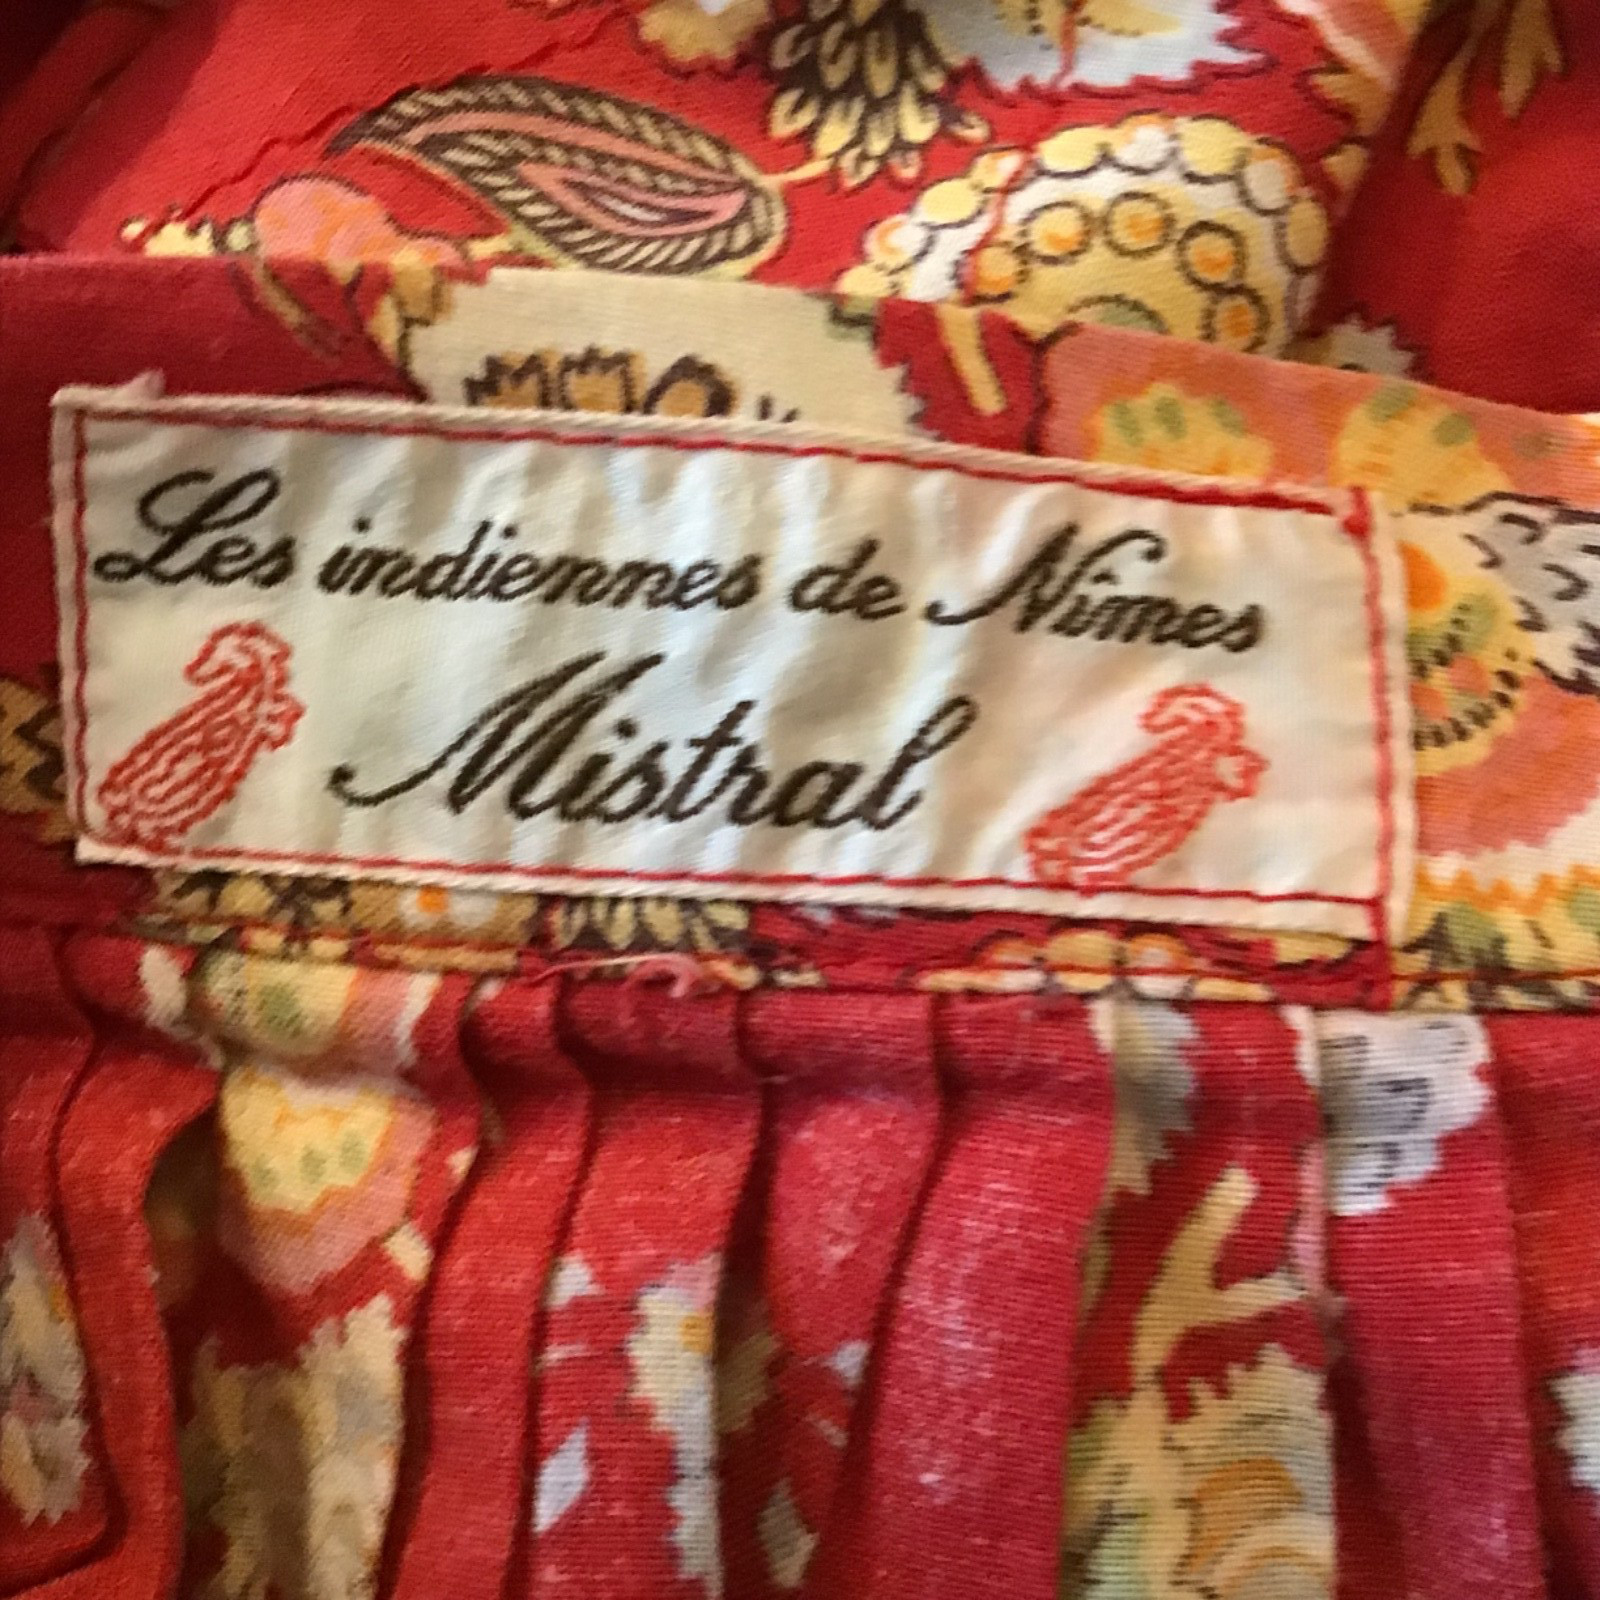 Les indiennes de Nimes
Mistral